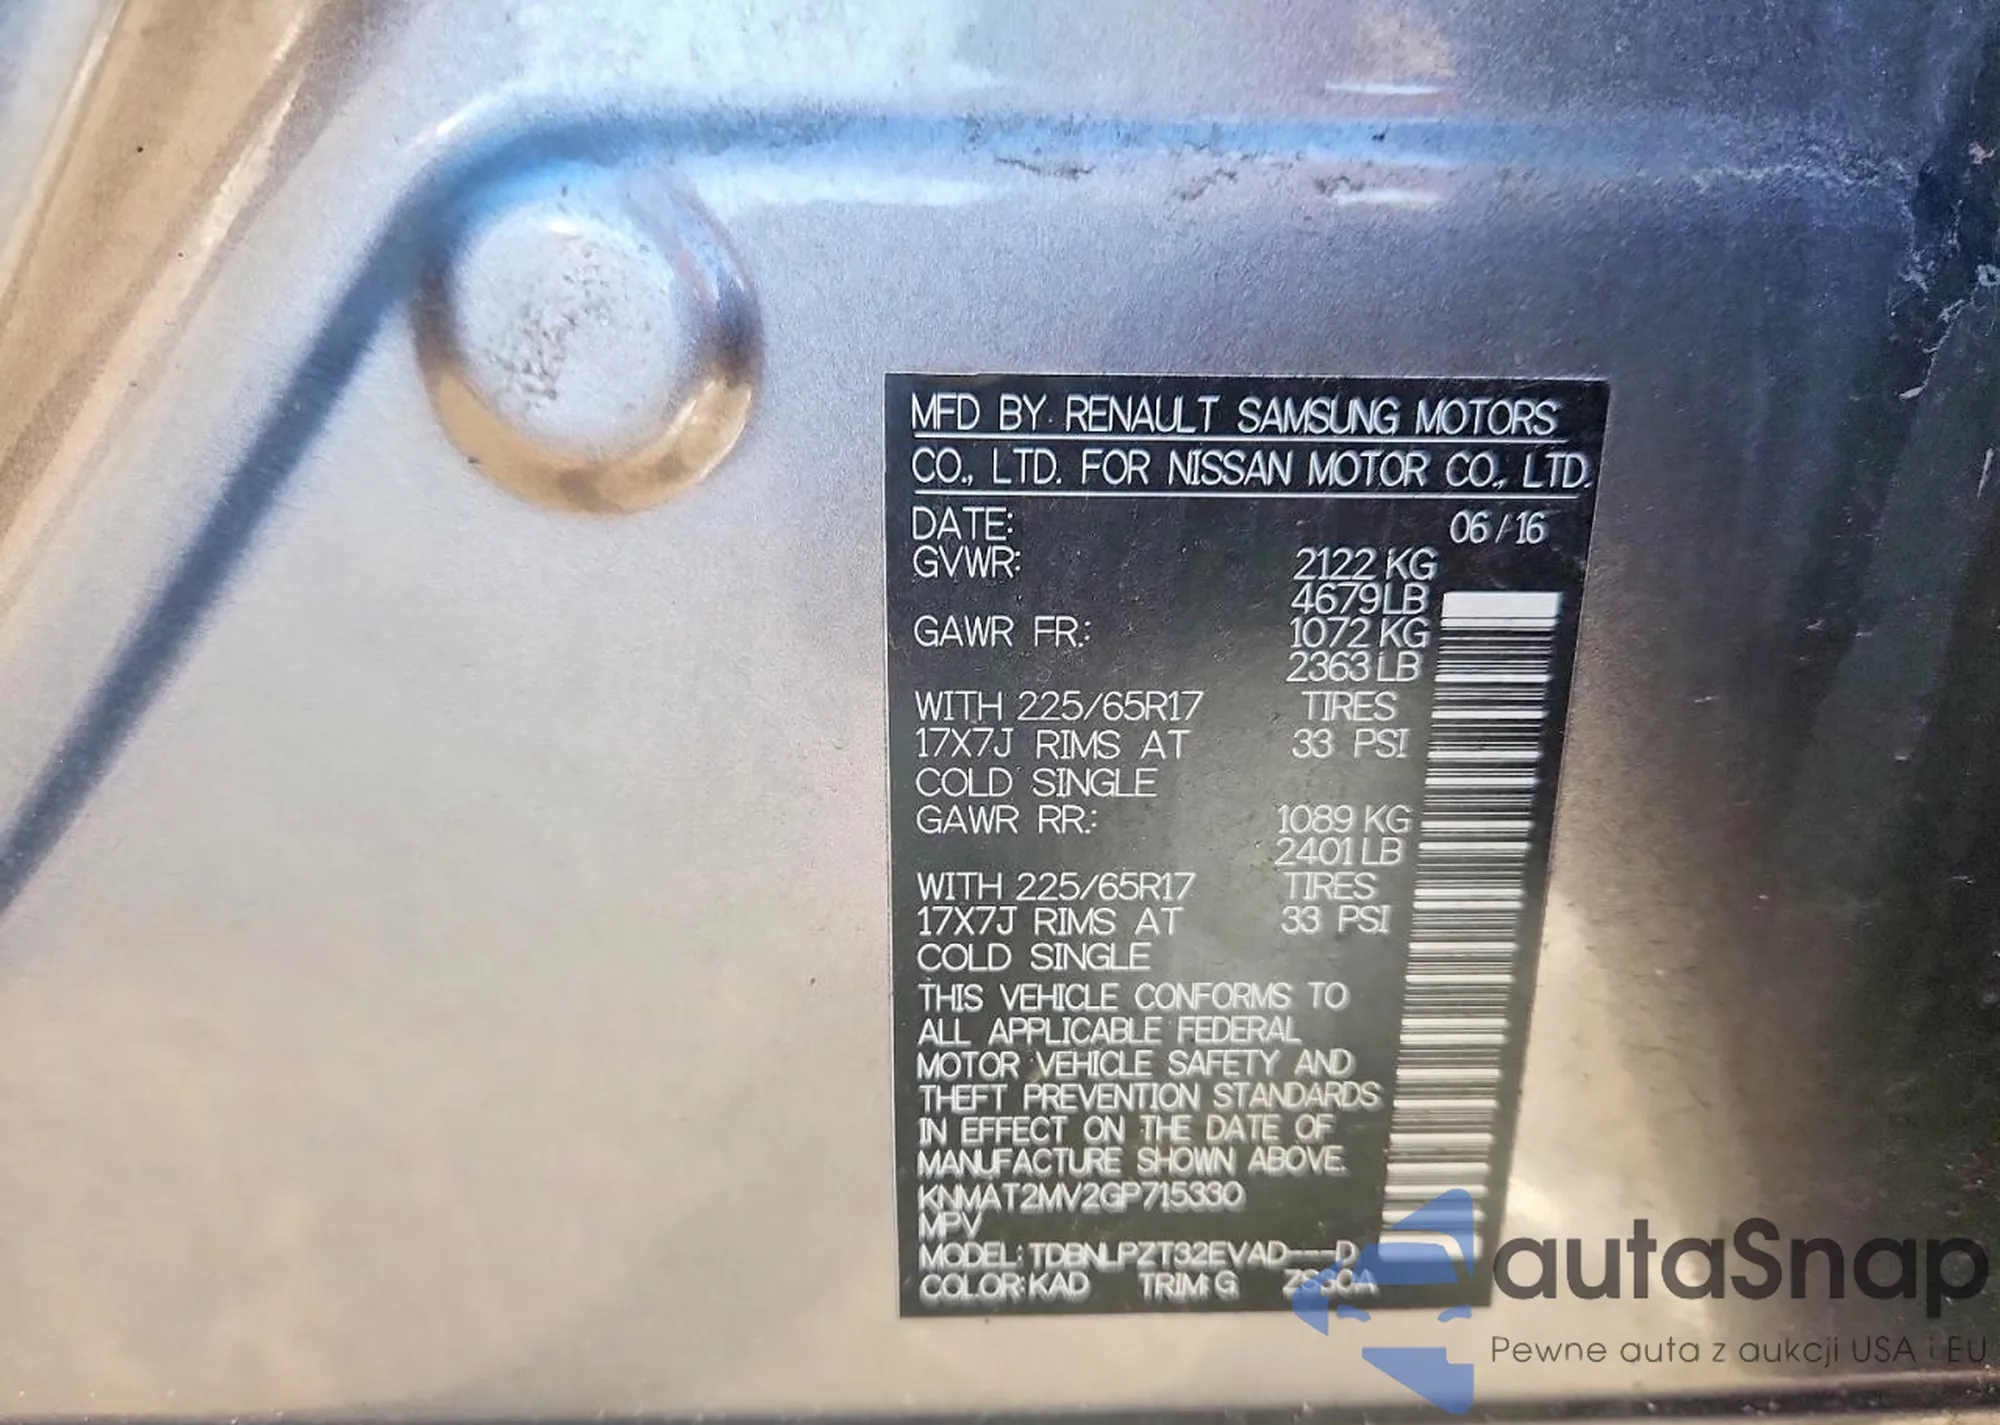 MFD BY RENAULT SAMSUNG MOTORS
CO., LTD. FOR NISSAN MOTOR CO., LTD.
DATE: 06 / 16
GVWR: 2122 KG
4679 LB
GAWR FR.: 1072 KG
2363 LB
WITH 225/65R17 TIRES
17X7J RIMS AT 33 PSI
COLD SINGLE
GAWR RR.: 1089 KG
2401 LB
WITH 225/65R17 TIRES
17X7J RIMS AT 33 PSI
COLD SINGLE
THIS VEHICLE CONFORMS TO
ALL APPLICABLE FEDERAL
MOTOR VEHICLE SAFETY AND
THEFT PREVENTION STANDARDS
IN EFFECT ON THE DATE OF
MANUFACTURE SHOWN ABOVE.
KNMAT2MV2GP715330
MPV
MODEL: TDBNLPZT32EVAD---D
COLOR: KAD TRIM: G
autaSnap
Pewne auta z aukcji USA i EU